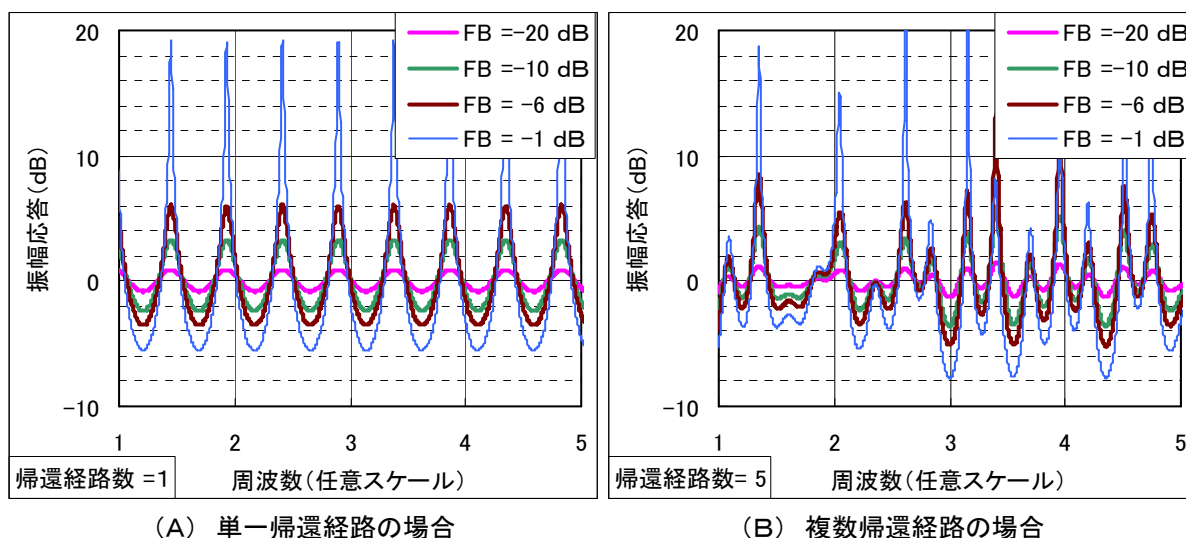 FB =-20 dB
FB =-10 dB
FB = -6 dB
FB = -1 dB
20
10
0
-10
振幅応答(dB)
1 2 3 4 5
周波数(任意スケール)
帰還経路数 =1
(A) 単一帰還経路の場合
FB =-20 dB
FB =-10 dB
FB = -6 dB
FB = -1 dB
20
10
0
-10
振幅応答(dB)
1 2 3 4 5
周波数(任意スケール)
帰還経路数= 5
(B) 複数帰還経路の場合